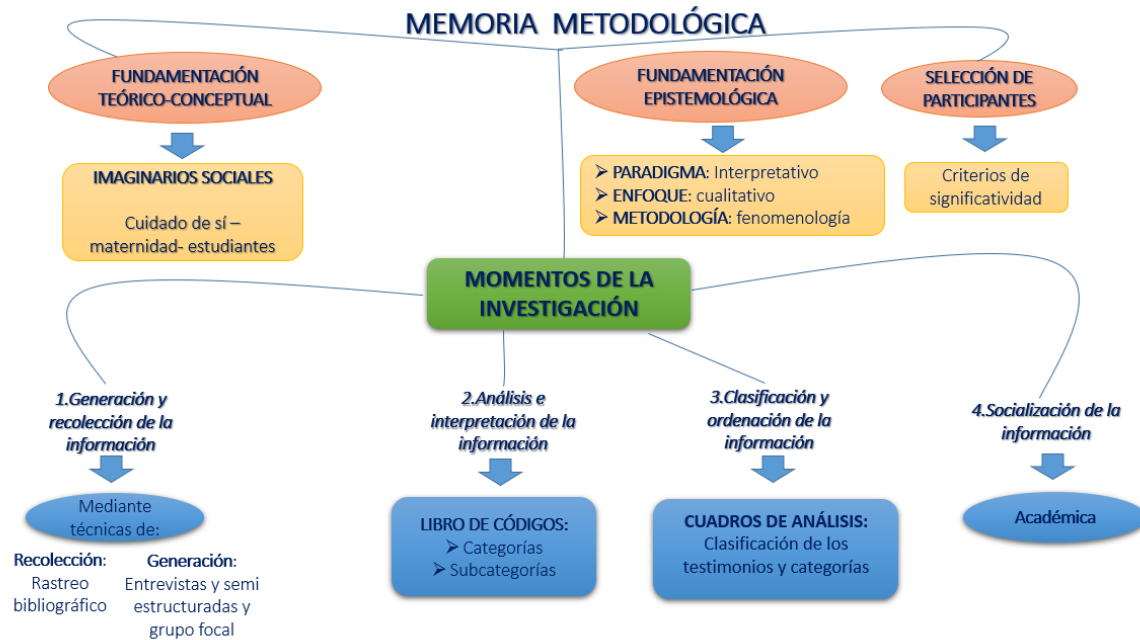 MEMORIA METODOLÓGICA
FUNDAMENTACIÓN
TEÓRICO-CONCEPTUAL
IMAGINARIOS SOCIALES
Cuidado de sí –
maternidad- estudiantes
FUNDAMENTACIÓN
EPISTEMOLÓGICA
➢ PARADIGMA: Interpretativo
➢ ENFOQUE: cualitativo
➢ METODOLOGÍA: fenomenología
SELECCIÓN DE
PARTICIPANTES
Criterios de
significatividad
MOMENTOS DE LA
INVESTIGACIÓN
1.Generación y
recolección de la
información
Mediante
técnicas de:
Recolección:
Rastreo
bibliográfico
Generación:
Entrevistas y semi
estructuradas y
grupo focal
2.Análisis e
interpretación de la
información
LIBRO DE CÓDIGOS:
➢ Categorías
➢ Subcategorías
3.Clasificación y
ordenación de la
información
CUADROS DE ANÁLISIS:
Clasificación de los
testimonios y categorías
4.Socialización de la
información
Académica